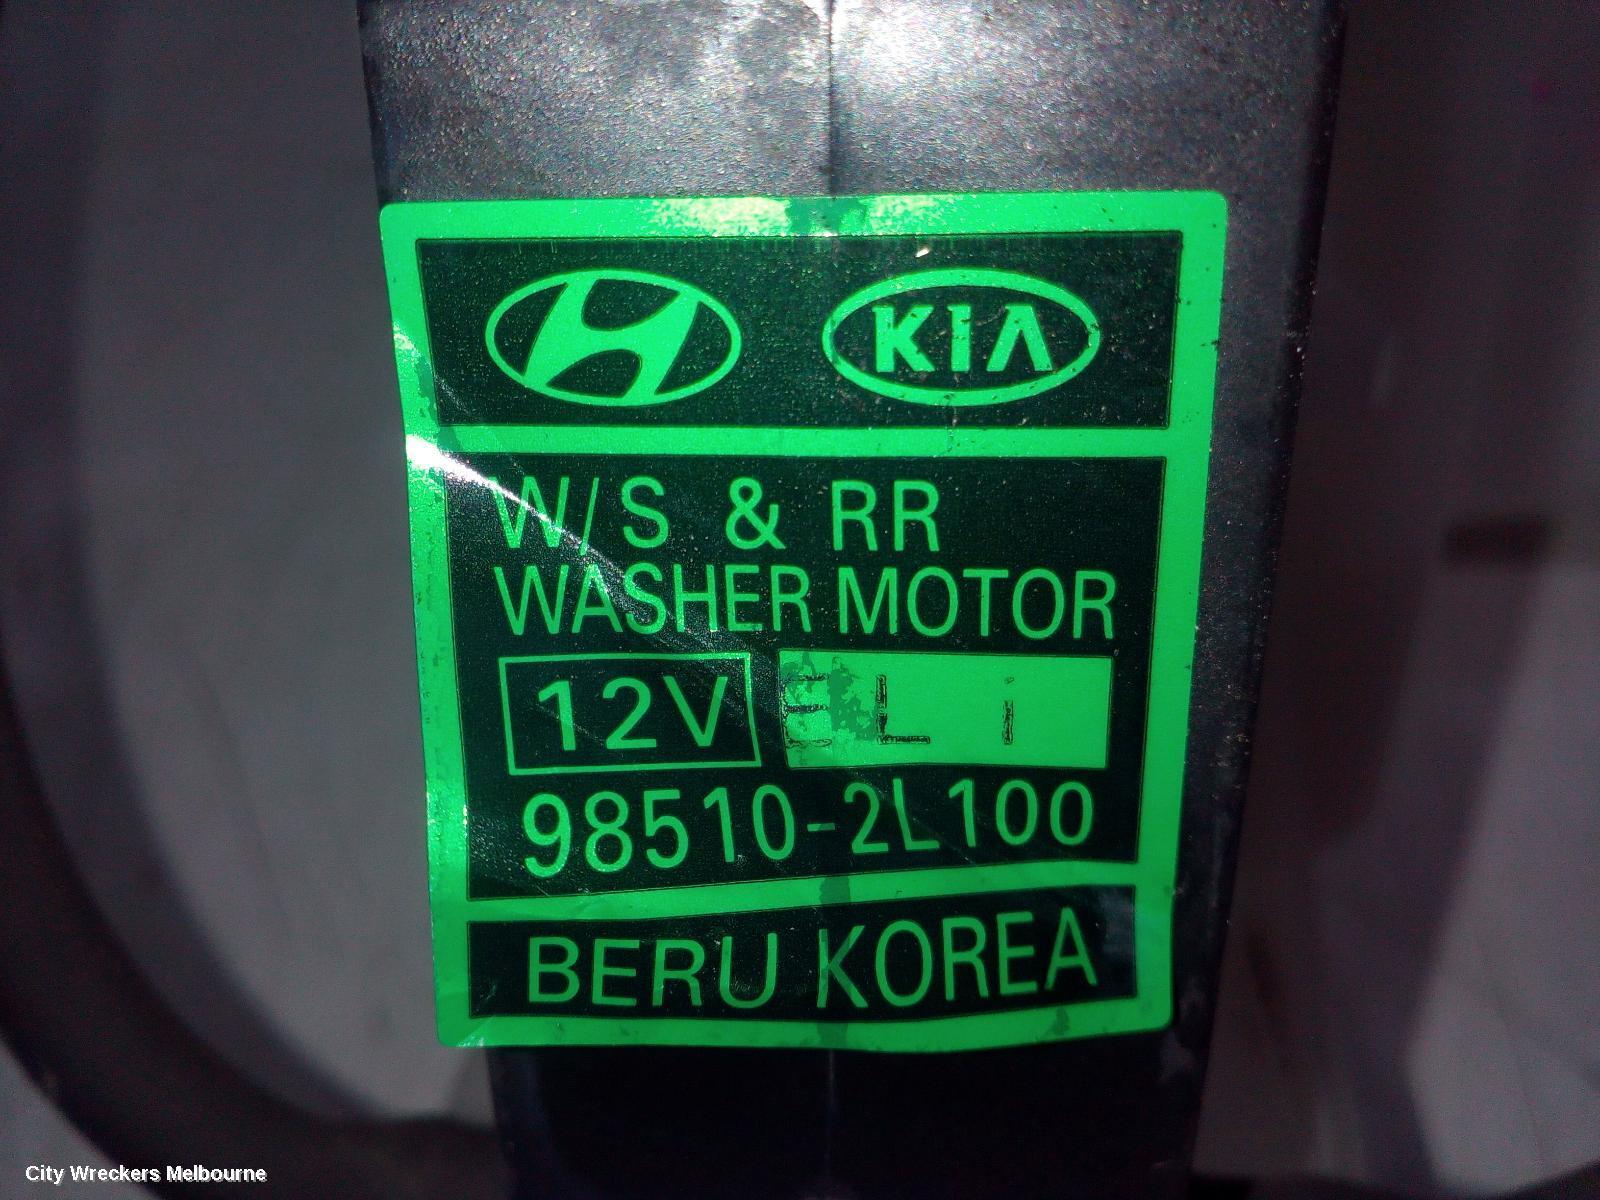 KIA
W/S & RR
WASHER MOTOR
12V
98510-2L100
BERU KOREA
City Wreckers Melbourne